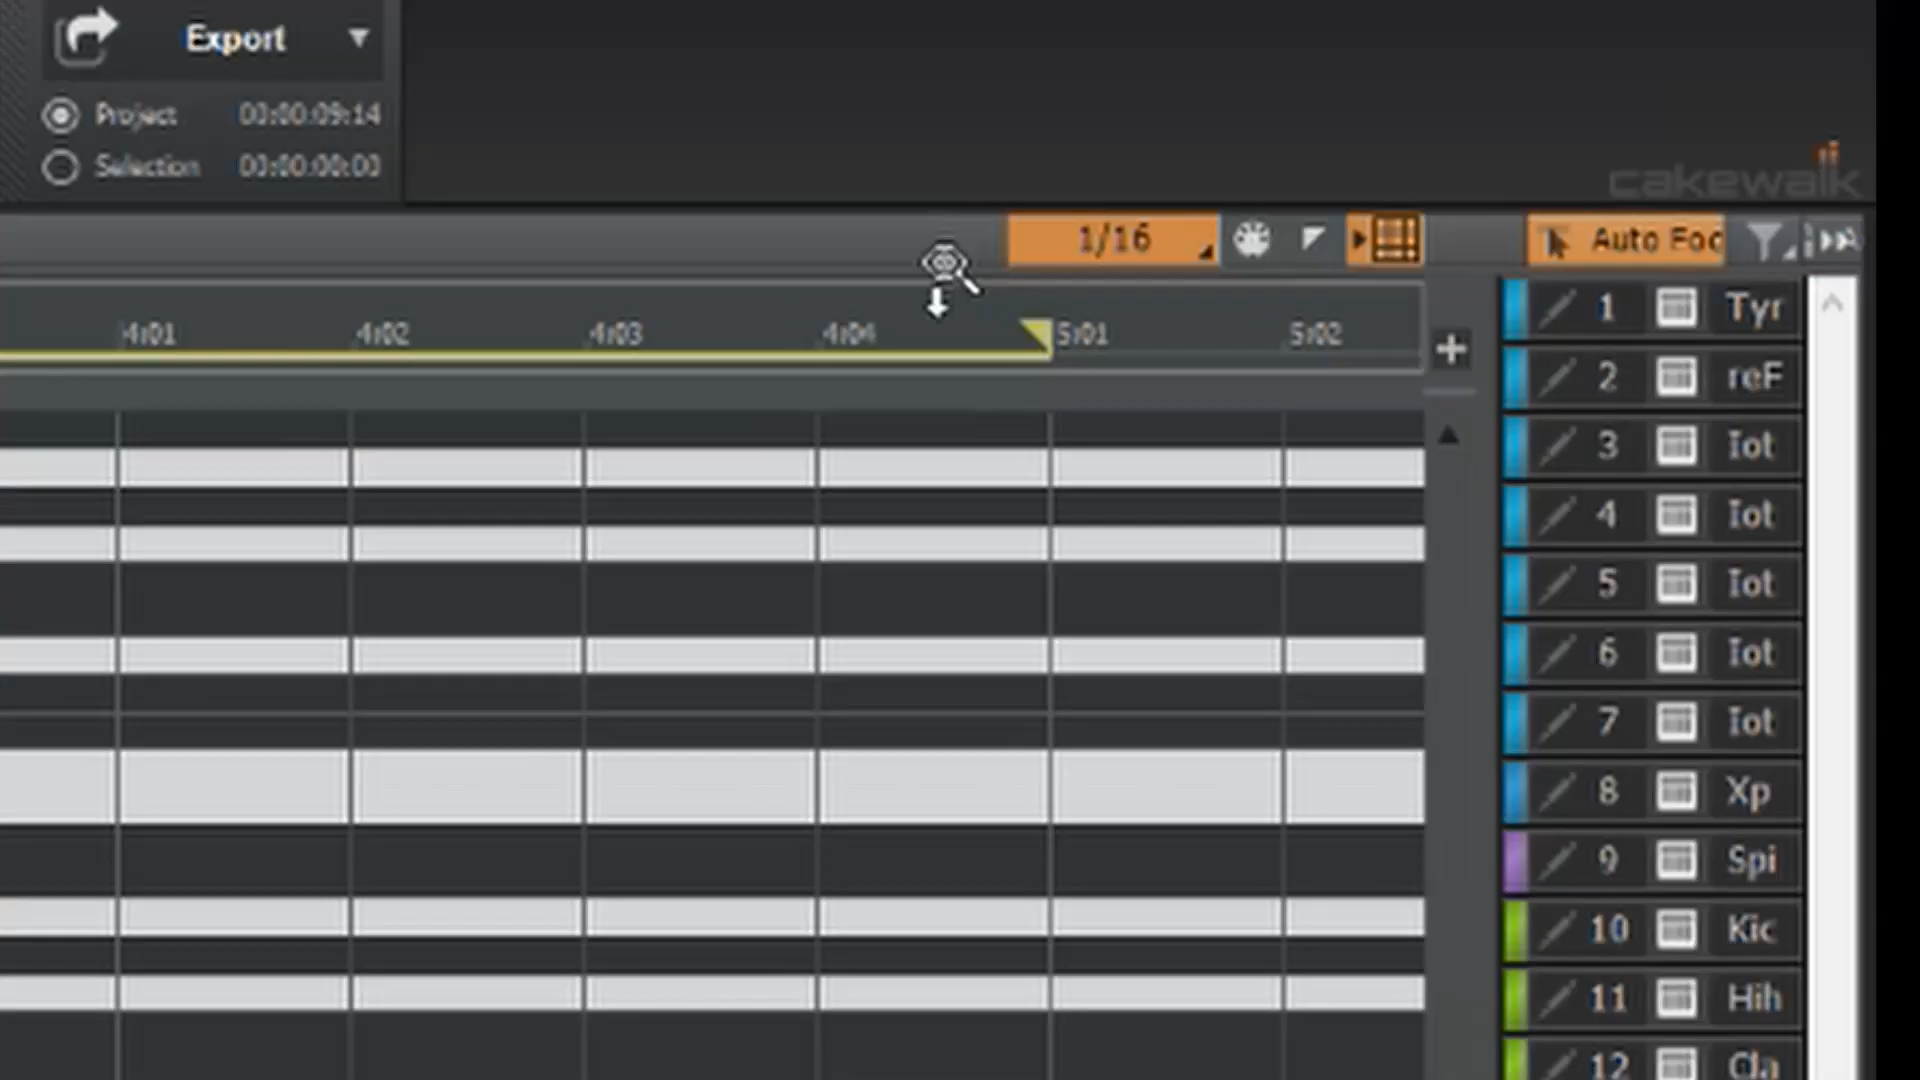 Export
Project 00:00:09:14
Selection 00:00:00:00
cakewalk
1/16
Auto Foc
4:01 4:02 4:03 4:04 5:01 5:02
1 Tyr
2 reF
3 Iot
4 Iot
5 Iot
6 Iot
7 Iot
8 Xp
9 Spi
10 Kic
11 Hih
12 Cla